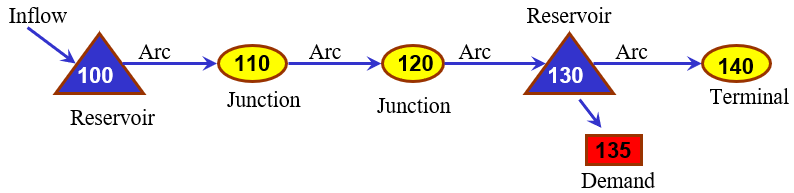 Inflow
Reservoir
Arc
Arc
Arc
Arc
100
110
120
130
140
Reservoir
Junction
Junction
Terminal
135
Demand